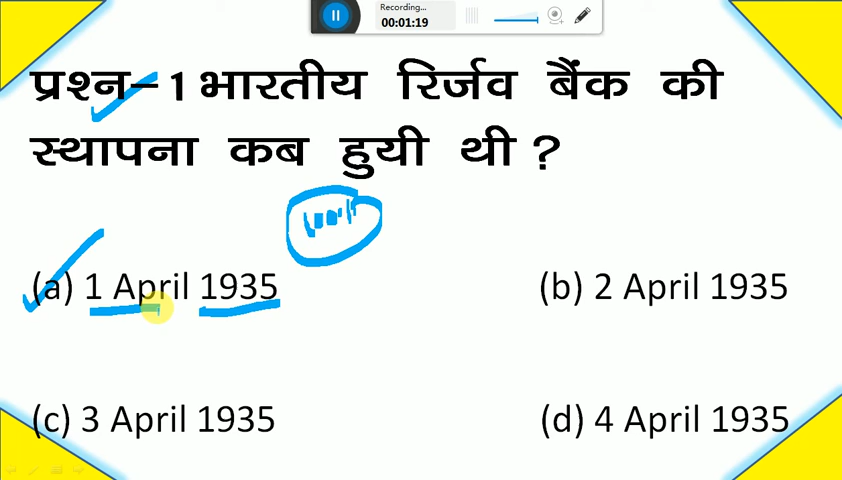 Recording...
00:01:19
प्रश्न– 1 भारतीय रिर्जव बैंक की
स्थापना कब हुयी थी ?
(a) 1 April 1935
(b) 2 April 1935
(c) 3 April 1935
(d) 4 April 1935